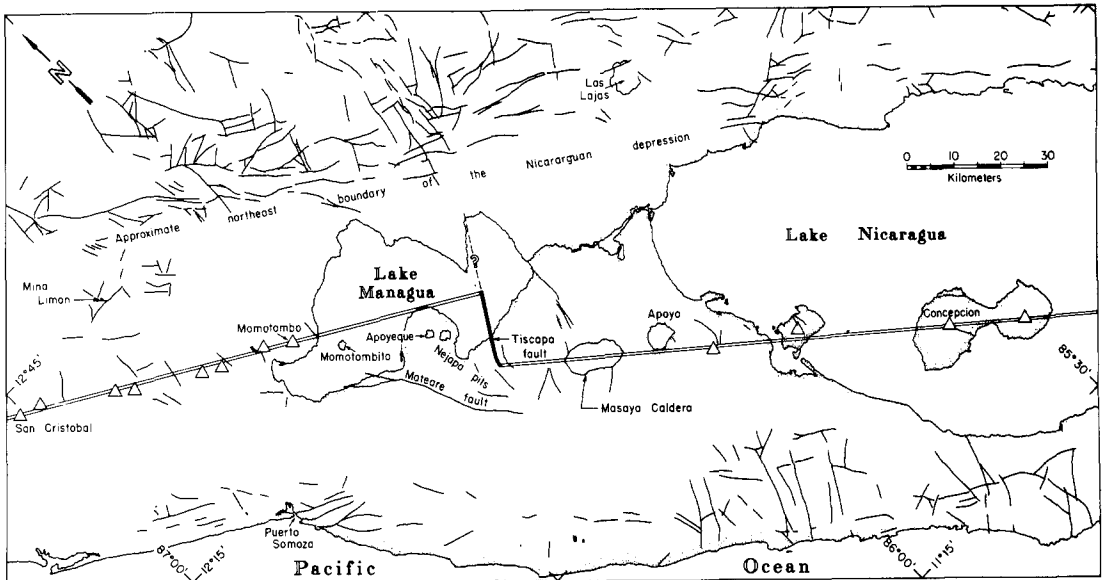 N
Las
Lajas
Approximate northeast boundary of the Nicararguan depression
0 10 20 30
Kilometers
Lake Nicaragua
Lake
Managua
?
Mina
Limon
Momotombo
Momotombito
Apoyeque
Nejapa pits
Mateare fault
Tiscapa
fault
Apoyo
Concepcion
Masaya Caldera
12°45'
San Cristobal
85°30'
Puerto
Somoza
87°00'
12°15'
86°00'
11°15'
Pacific Ocean